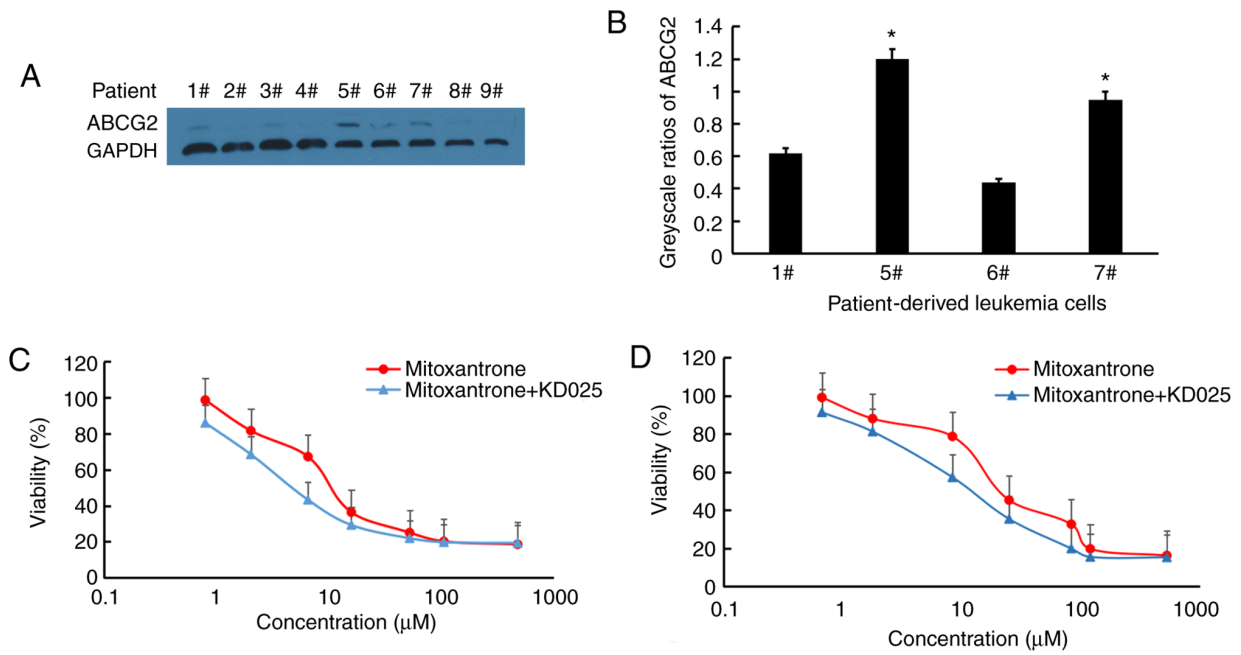 A
Patient 1# 2# 3# 4# 5# 6# 7# 8# 9#
ABCG2
GAPDH
B
Greyscale ratios of ABCG2
1.4
1.2
1
0.8
0.6
0.4
0.2
0
*
*
1# 5# 6# 7#
Patient-derived leukemia cells
C
Viability (%)
120
100
80
60
40
20
0
0.1 1 10 100 1000
Concentration (μM)
Mitoxantrone
Mitoxantrone+KD025
D
Viability (%)
120
100
80
60
40
20
0
0.1 1 10 100 1000
Concentration (μM)
Mitoxantrone
Mitoxantrone+KD025